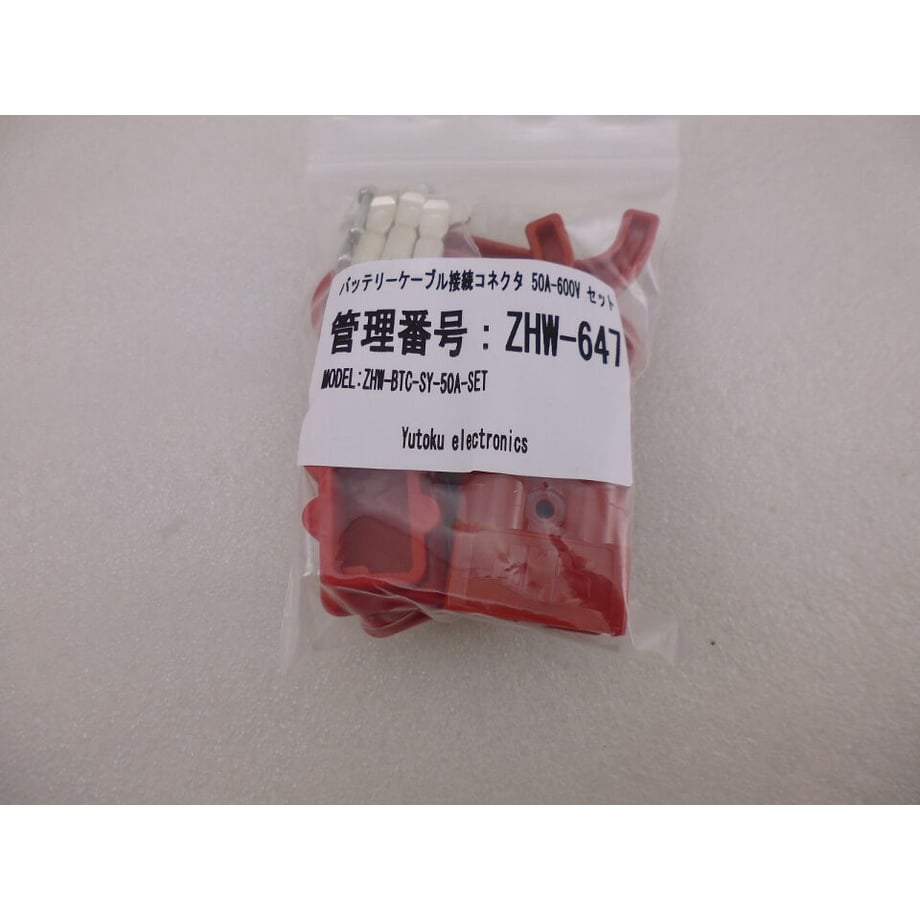 バッテリーケーブル接続コネクタ 50A-600V セット
管理番号：ZHW-647
MODEL:ZHW-BTC-SY-50A-SET
Yutoku electronics